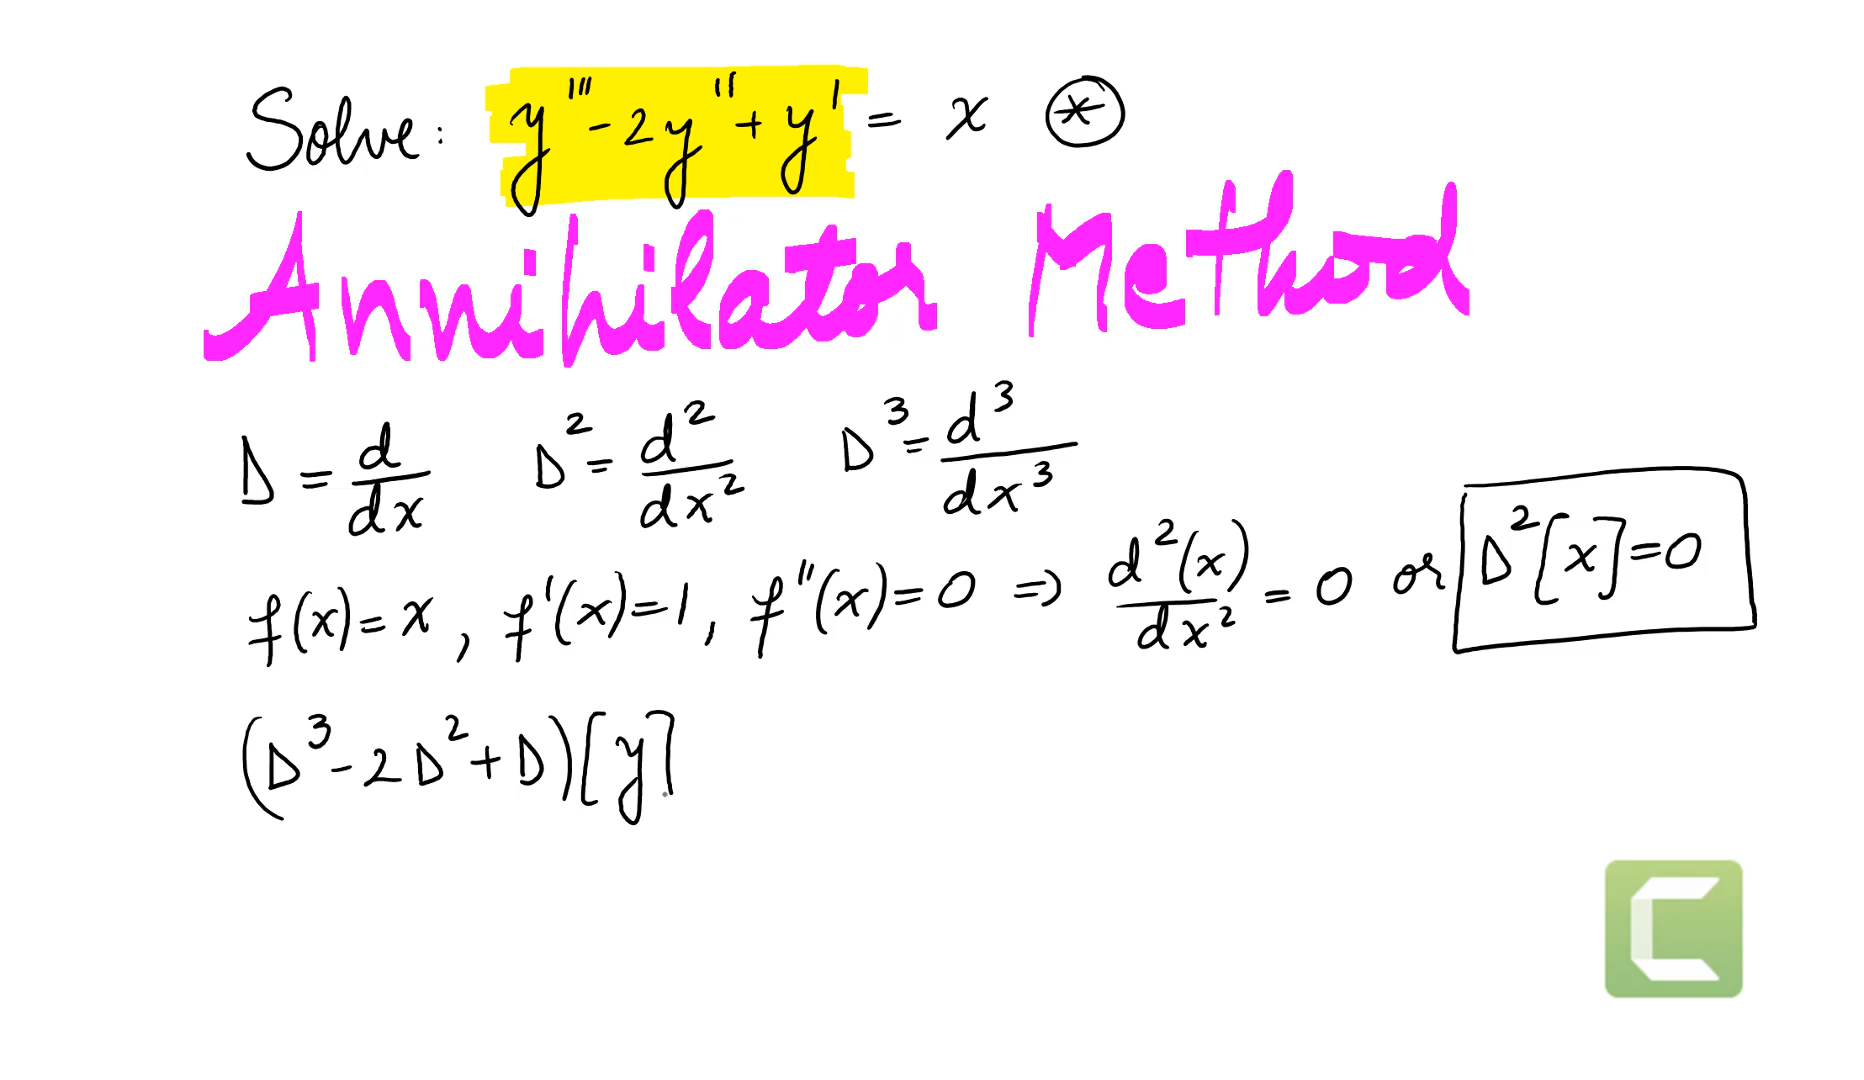 Solve: y''' - 2y'' + y' = x ⊛
Annihilator Method
D = d/dx D² = d²/dx² D³ = d³/dx³
f(x) = x, f'(x) = 1, f''(x) = 0 ⇒ d²(x)/dx² = 0 or D²[x] = 0
(D³ - 2D² + D)[y]